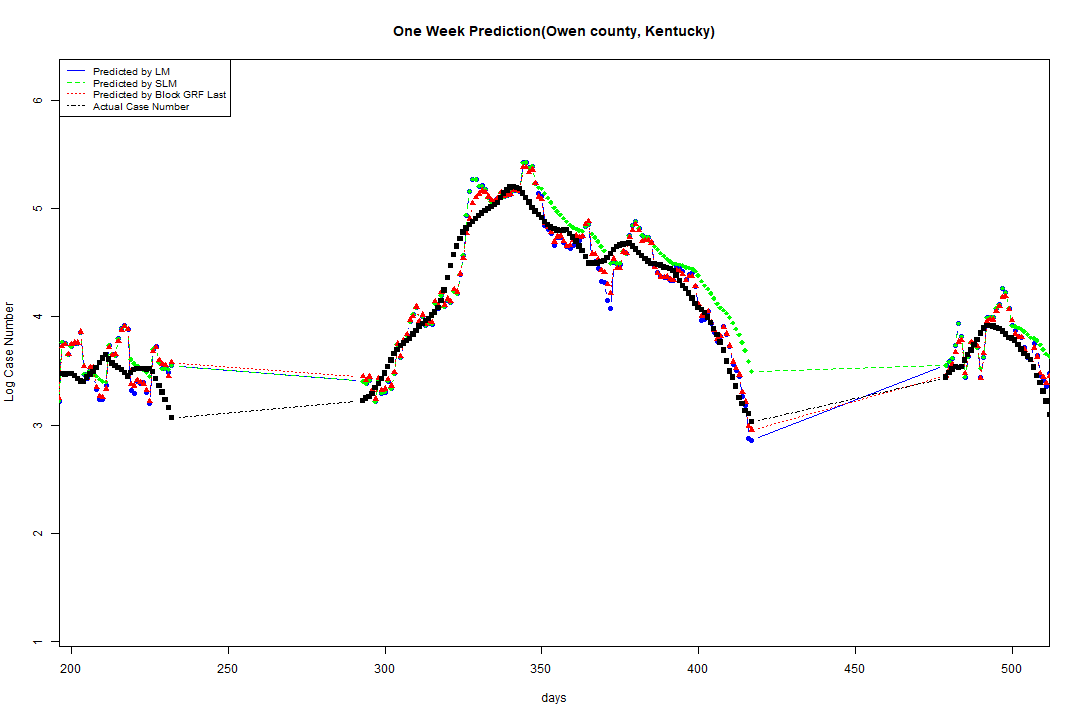 One Week Prediction(Owen county, Kentucky)
Predicted by LM
Predicted by SLM
Predicted by Block GRF Last
Actual Case Number
Log Case Number
6
5
4
3
2
1
200 250 300 350 400 450 500
days